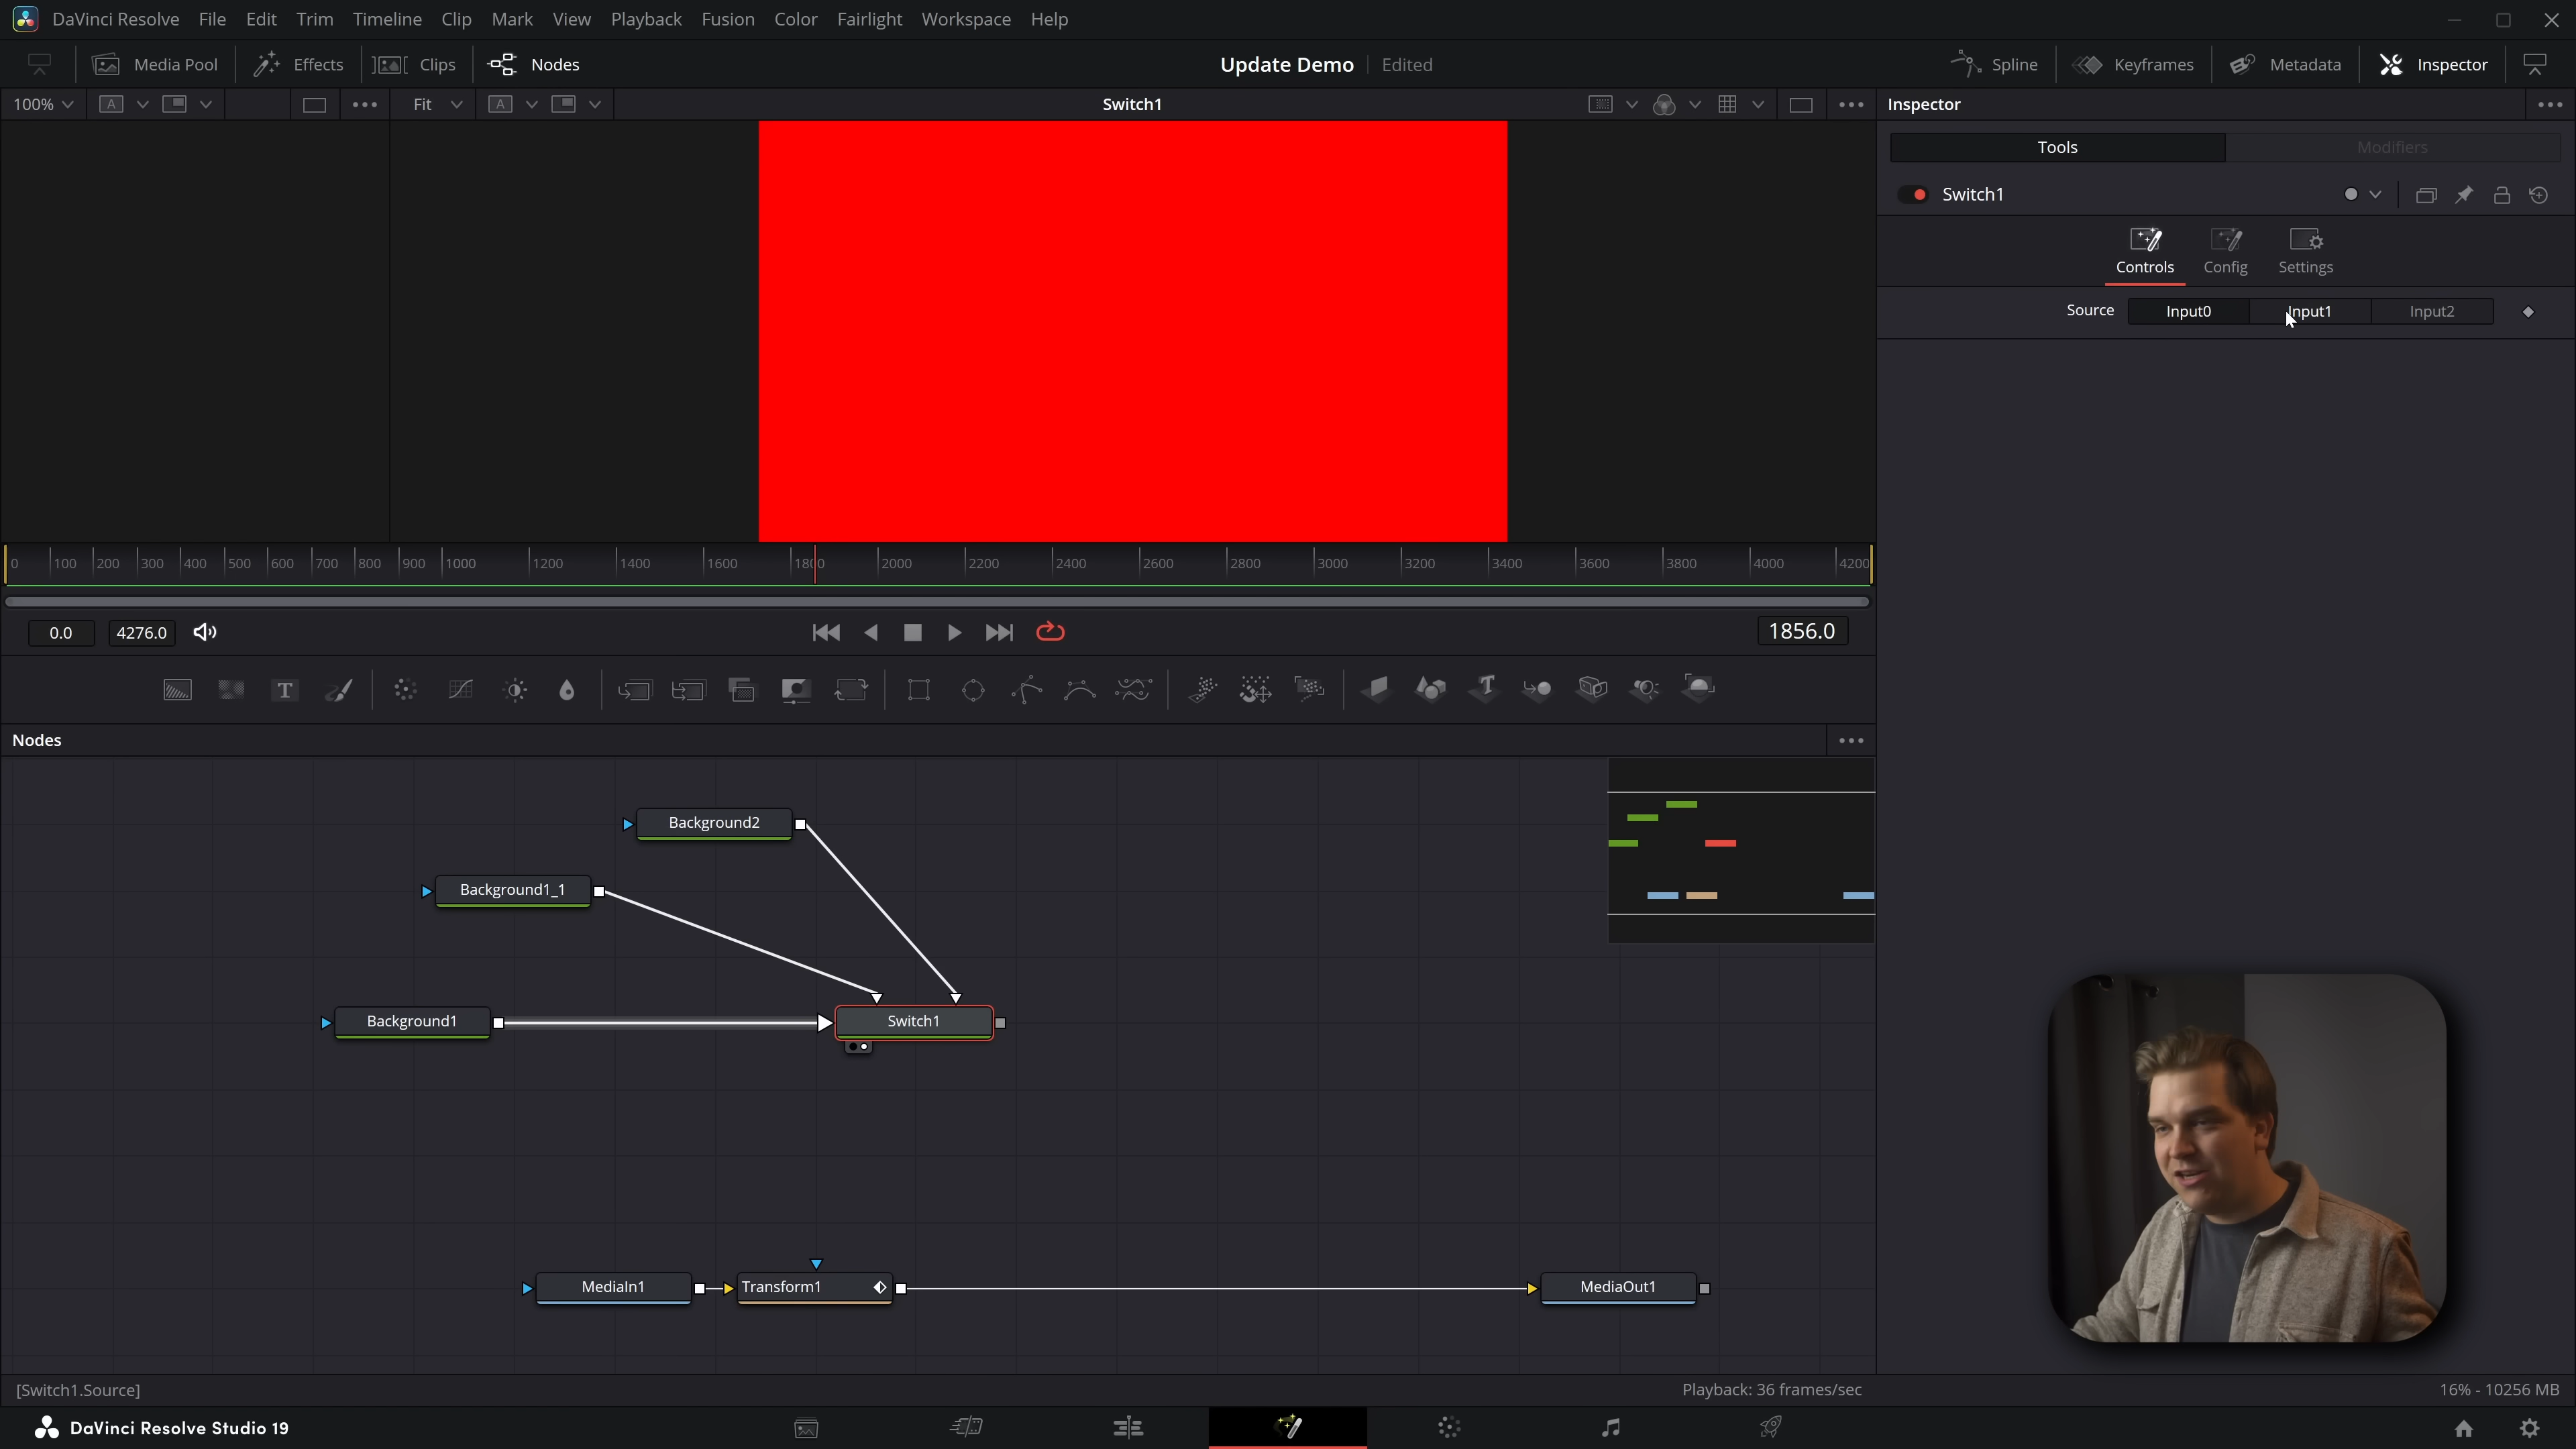 DaVinci Resolve File Edit Trim Timeline Clip Mark View Playback Fusion Color Fairlight Workspace Help
Media Pool Effects Clips Nodes Update Demo Edited Spline Keyframes Metadata Inspector
100% A Fit A Switch1 Inspector
Tools Modifiers
Switch1
Controls Config Settings
Source Input0 Input1 Input2
0 100 200 300 400 500 600 700 800 900 1000 1200 1400 1600 1800 2000 2200 2400 2600 2800 3000 3200 3400 3600 3800 4000 4200
0.0 4276.0 1856.0
T
Nodes
Background2
Background1_1
Background1 Switch1
MediaIn1 Transform1 MediaOut1
[Switch1.Source] Playback: 36 frames/sec 16% - 10256 MB
DaVinci Resolve Studio 19